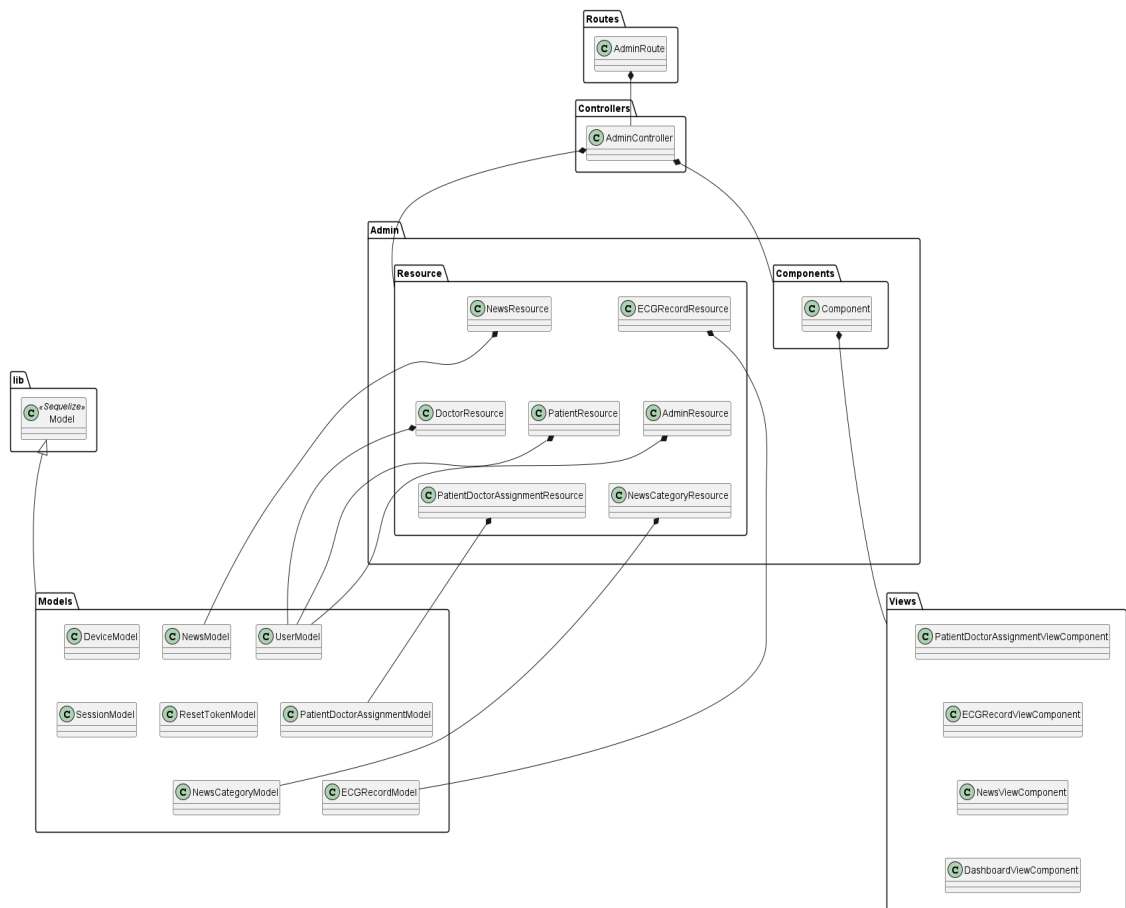 Routes
C AdminRoute
Controllers
C AdminController
Admin
Resource
Components
C NewsResource
C ECGRecordResource
C Component
lib
C «Sequelize»
Model
C DoctorResource
C PatientResource
C AdminResource
C PatientDoctorAssignmentResource
C NewsCategoryResource
Models
Views
C DeviceModel
C NewsModel
C UserModel
C PatientDoctorAssignmentViewComponent
C SessionModel
C ResetTokenModel
C PatientDoctorAssignmentModel
C ECGRecordViewComponent
C NewsCategoryModel
C ECGRecordModel
C NewsViewComponent
C DashboardViewComponent